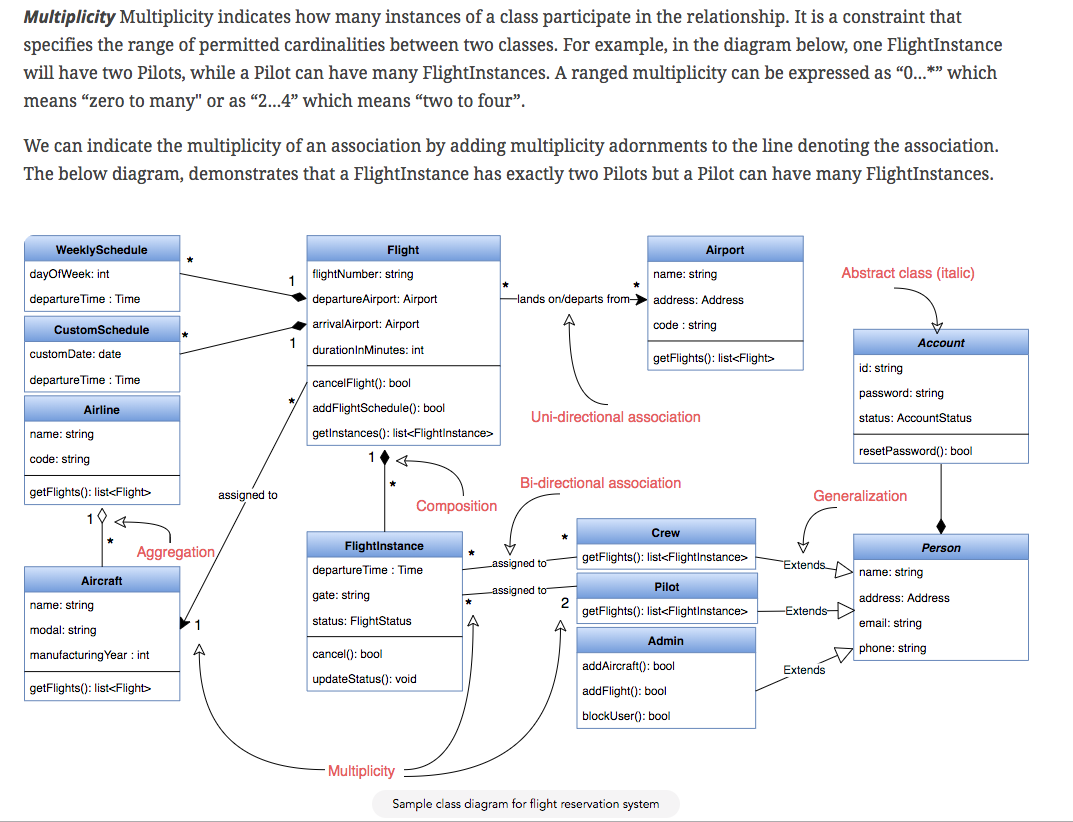 Multiplicity Multiplicity indicates how many instances of a class participate in the relationship. It is a constraint that
specifies the range of permitted cardinalities between two classes. For example, in the diagram below, one FlightInstance
will have two Pilots, while a Pilot can have many FlightInstances. A ranged multiplicity can be expressed as “0...*” which
means “zero to many" or as “2...4” which means “two to four”.
We can indicate the multiplicity of an association by adding multiplicity adornments to the line denoting the association.
The below diagram, demonstrates that a FlightInstance has exactly two Pilots but a Pilot can have many FlightInstances.
WeeklySchedule
dayOfWeek: int
departureTime : Time
*
CustomSchedule
customDate: date
departureTime : Time
*
1
1
Flight
flightNumber: string
departureAirport: Airport
arrivalAirport: Airport
durationInMinutes: int
cancelFlight(): bool
addFlightSchedule(): bool
getInstances(): list<FlightInstance>
*
lands on/departs from
*
Airport
name: string
address: Address
code : string
getFlights(): list<Flight>
Uni-directional association
Abstract class (italic)
Account
id: string
password: string
status: AccountStatus
resetPassword(): bool
Airline
name: string
code: string
getFlights(): list<Flight>
1
*
Aggregation
*
assigned to
1
Aircraft
name: string
modal: string
manufacturingYear : int
getFlights(): list<Flight>
1
*
Composition
Bi-directional association
FlightInstance
departureTime : Time
gate: string
status: FlightStatus
cancel(): bool
updateStatus(): void
*
assigned to
*
*
assigned to
2
Crew
getFlights(): list<FlightInstance>
Pilot
getFlights(): list<FlightInstance>
Admin
addAircraft(): bool
addFlight(): bool
blockUser(): bool
Generalization
Extends
Extends
Extends
Person
name: string
address: Address
email: string
phone: string
Multiplicity
Sample class diagram for flight reservation system